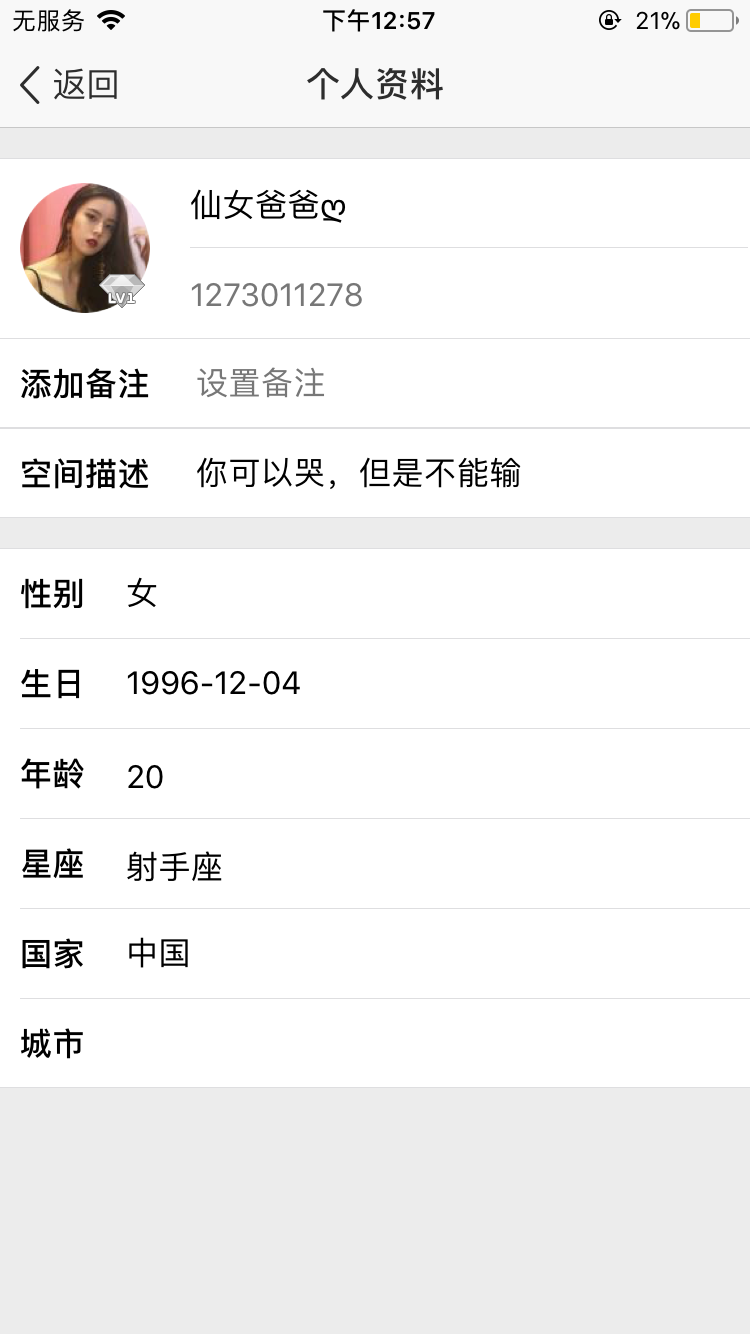 无服务 下午12:57 21%
返回 个人资料
仙女爸爸ღ
LV1
1273011278
添加备注 设置备注
空间描述 你可以哭，但是不能输
性别 女
生日 1996-12-04
年龄 20
星座 射手座
国家 中国
城市